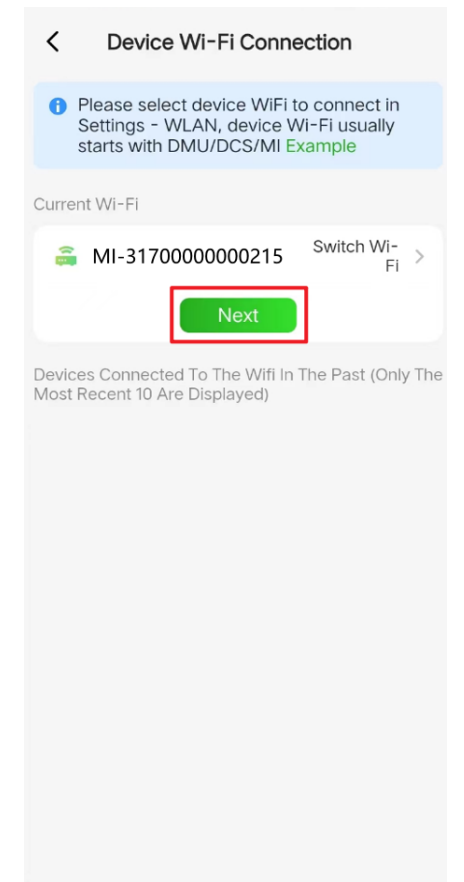 Device Wi-Fi Connection
Please select device WiFi to connect in
Settings - WLAN, device Wi-Fi usually
starts with DMU/DCS/MI Example
Current Wi-Fi
MI-31700000000215
Switch Wi-
Fi
Next
Devices Connected To The Wifi In The Past (Only The
Most Recent 10 Are Displayed)